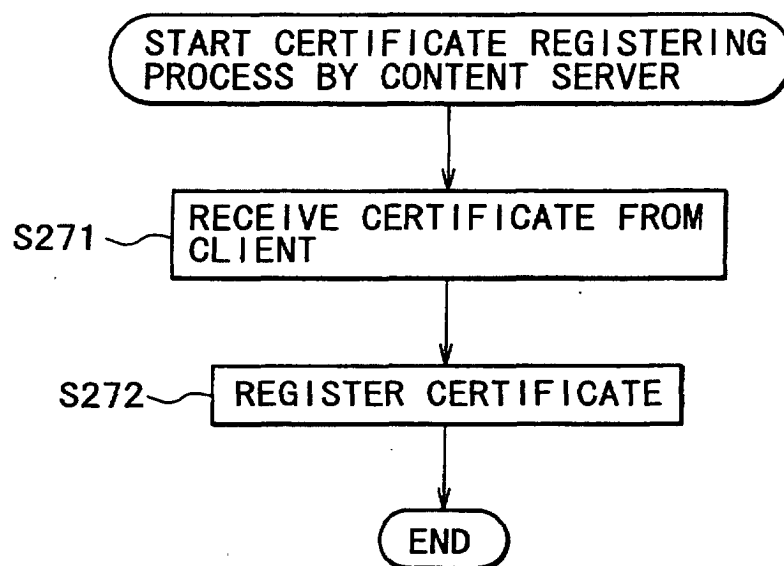 START CERTIFICATE REGISTERING
PROCESS BY CONTENT SERVER
S271
RECEIVE CERTIFICATE FROM
CLIENT
S272
REGISTER CERTIFICATE
END